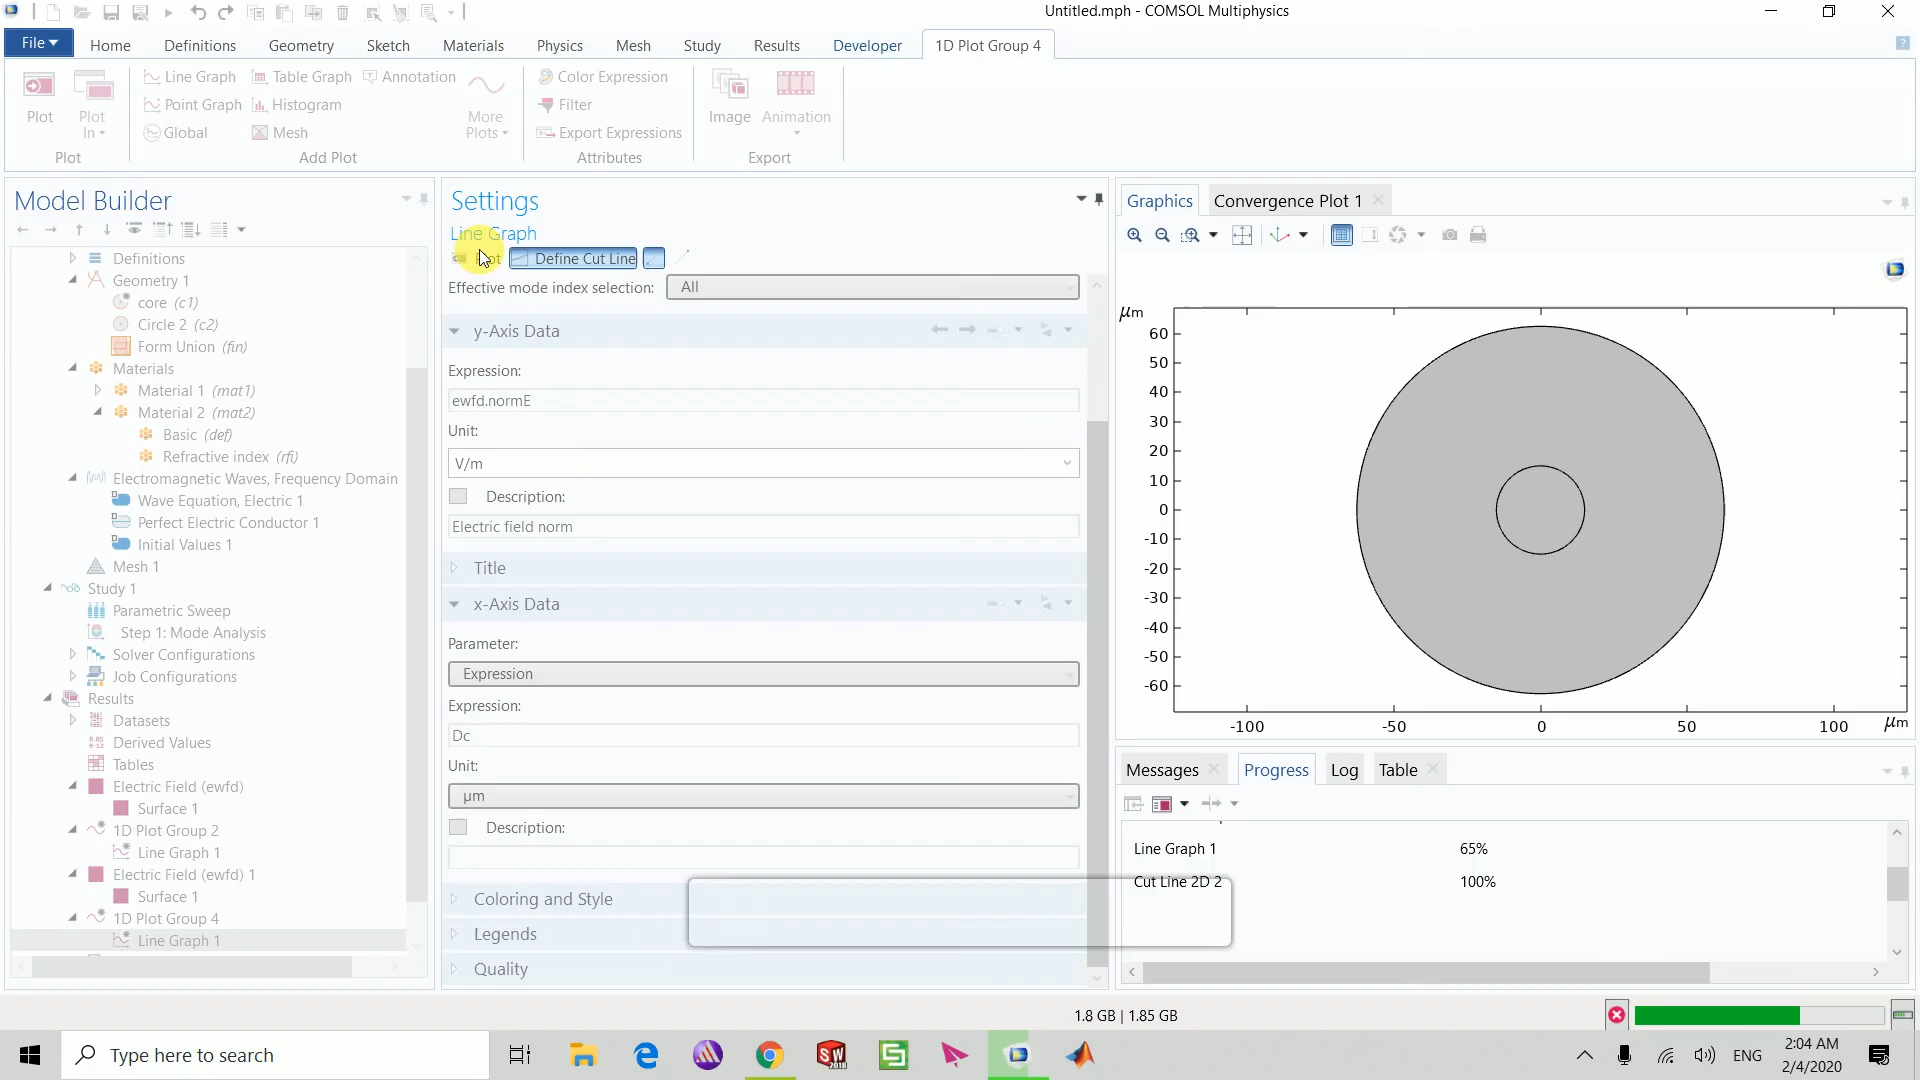 Untitled.mph - COMSOL Multiphysics
File Home Definitions Geometry Sketch Materials Physics Mesh Study Results Developer 1D Plot Group 4
Line Graph Table Graph Annotation Color Expression
Plot Plot In Point Graph Histogram More Plots Filter Image Animation
Global Mesh Export Expressions
Plot Add Plot Attributes Export
Model Builder
Definitions
Geometry 1
core (c1)
Circle 2 (c2)
Form Union (fin)
Materials
Material 1 (mat1)
Material 2 (mat2)
Basic (def)
Refractive index (rfi)
Electromagnetic Waves, Frequency Domain
Wave Equation, Electric 1
Perfect Electric Conductor 1
Initial Values 1
Mesh 1
Study 1
Parametric Sweep
Step 1: Mode Analysis
Solver Configurations
Job Configurations
Results
Datasets
8.85
e-12
Derived Values
Tables
Electric Field (ewfd)
Surface 1
1D Plot Group 2
Line Graph 1
Electric Field (ewfd) 1
Surface 1
1D Plot Group 4
Line Graph 1
Settings
Line Graph
Define Cut Line
Effective mode index selection: All
y-Axis Data
Expression:
ewfd.normE
Unit:
V/m
Description:
Electric field norm
Title
x-Axis Data
Parameter:
Expression
Expression:
Dc
Unit:
µm
Description:
Coloring and Style
Legends
Quality
Graphics Convergence Plot 1
µm
60
50
40
30
20
10
0
-10
-20
-30
-40
-50
-60
-100 -50 0 50 100 µm
Messages Progress Log Table
Line Graph 1 65%
Cut Line 2D 2 100%
1.8 GB | 1.85 GB
Type here to search
SW
2018
S
ENG
2:04 AM
2/4/2020